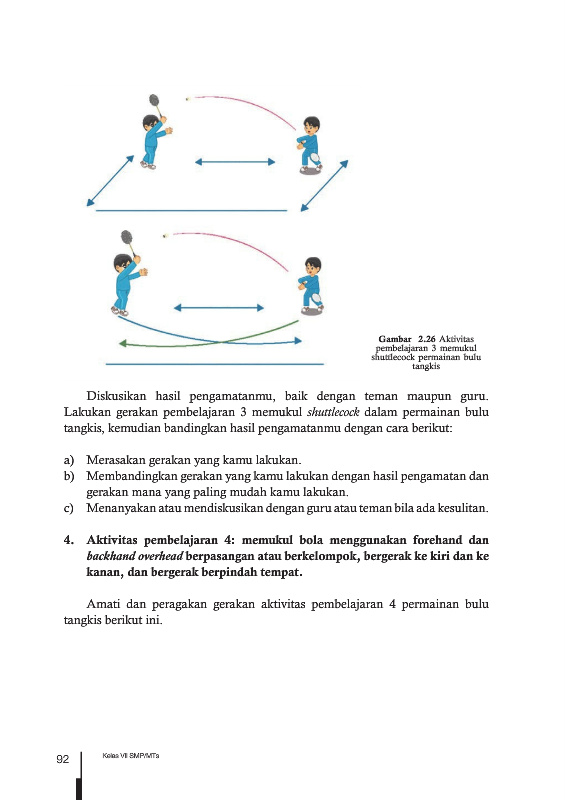 Gambar 2.26 Aktivitas
pembelajaran 3 memukul
shuttlecock permainan bulu
tangkis
Diskusikan hasil pengamatanmu, baik dengan teman maupun guru.
Lakukan gerakan pembelajaran 3 memukul shuttlecock dalam permainan bulu
tangkis, kemudian bandingkan hasil pengamatanmu dengan cara berikut:
a) Merasakan gerakan yang kamu lakukan.
b) Membandingkan gerakan yang kamu lakukan dengan hasil pengamatan dan
gerakan mana yang paling mudah kamu lakukan.
c) Menanyakan atau mendiskusikan dengan guru atau teman bila ada kesulitan.
4. Aktivitas pembelajaran 4: memukul bola menggunakan forehand dan
backhand overhead berpasangan atau berkelompok, bergerak ke kiri dan ke
kanan, dan bergerak berpindah tempat.
Amati dan peragakan gerakan aktivitas pembelajaran 4 permainan bulu
tangkis berikut ini.
92
Kelas VII SMP/MTs